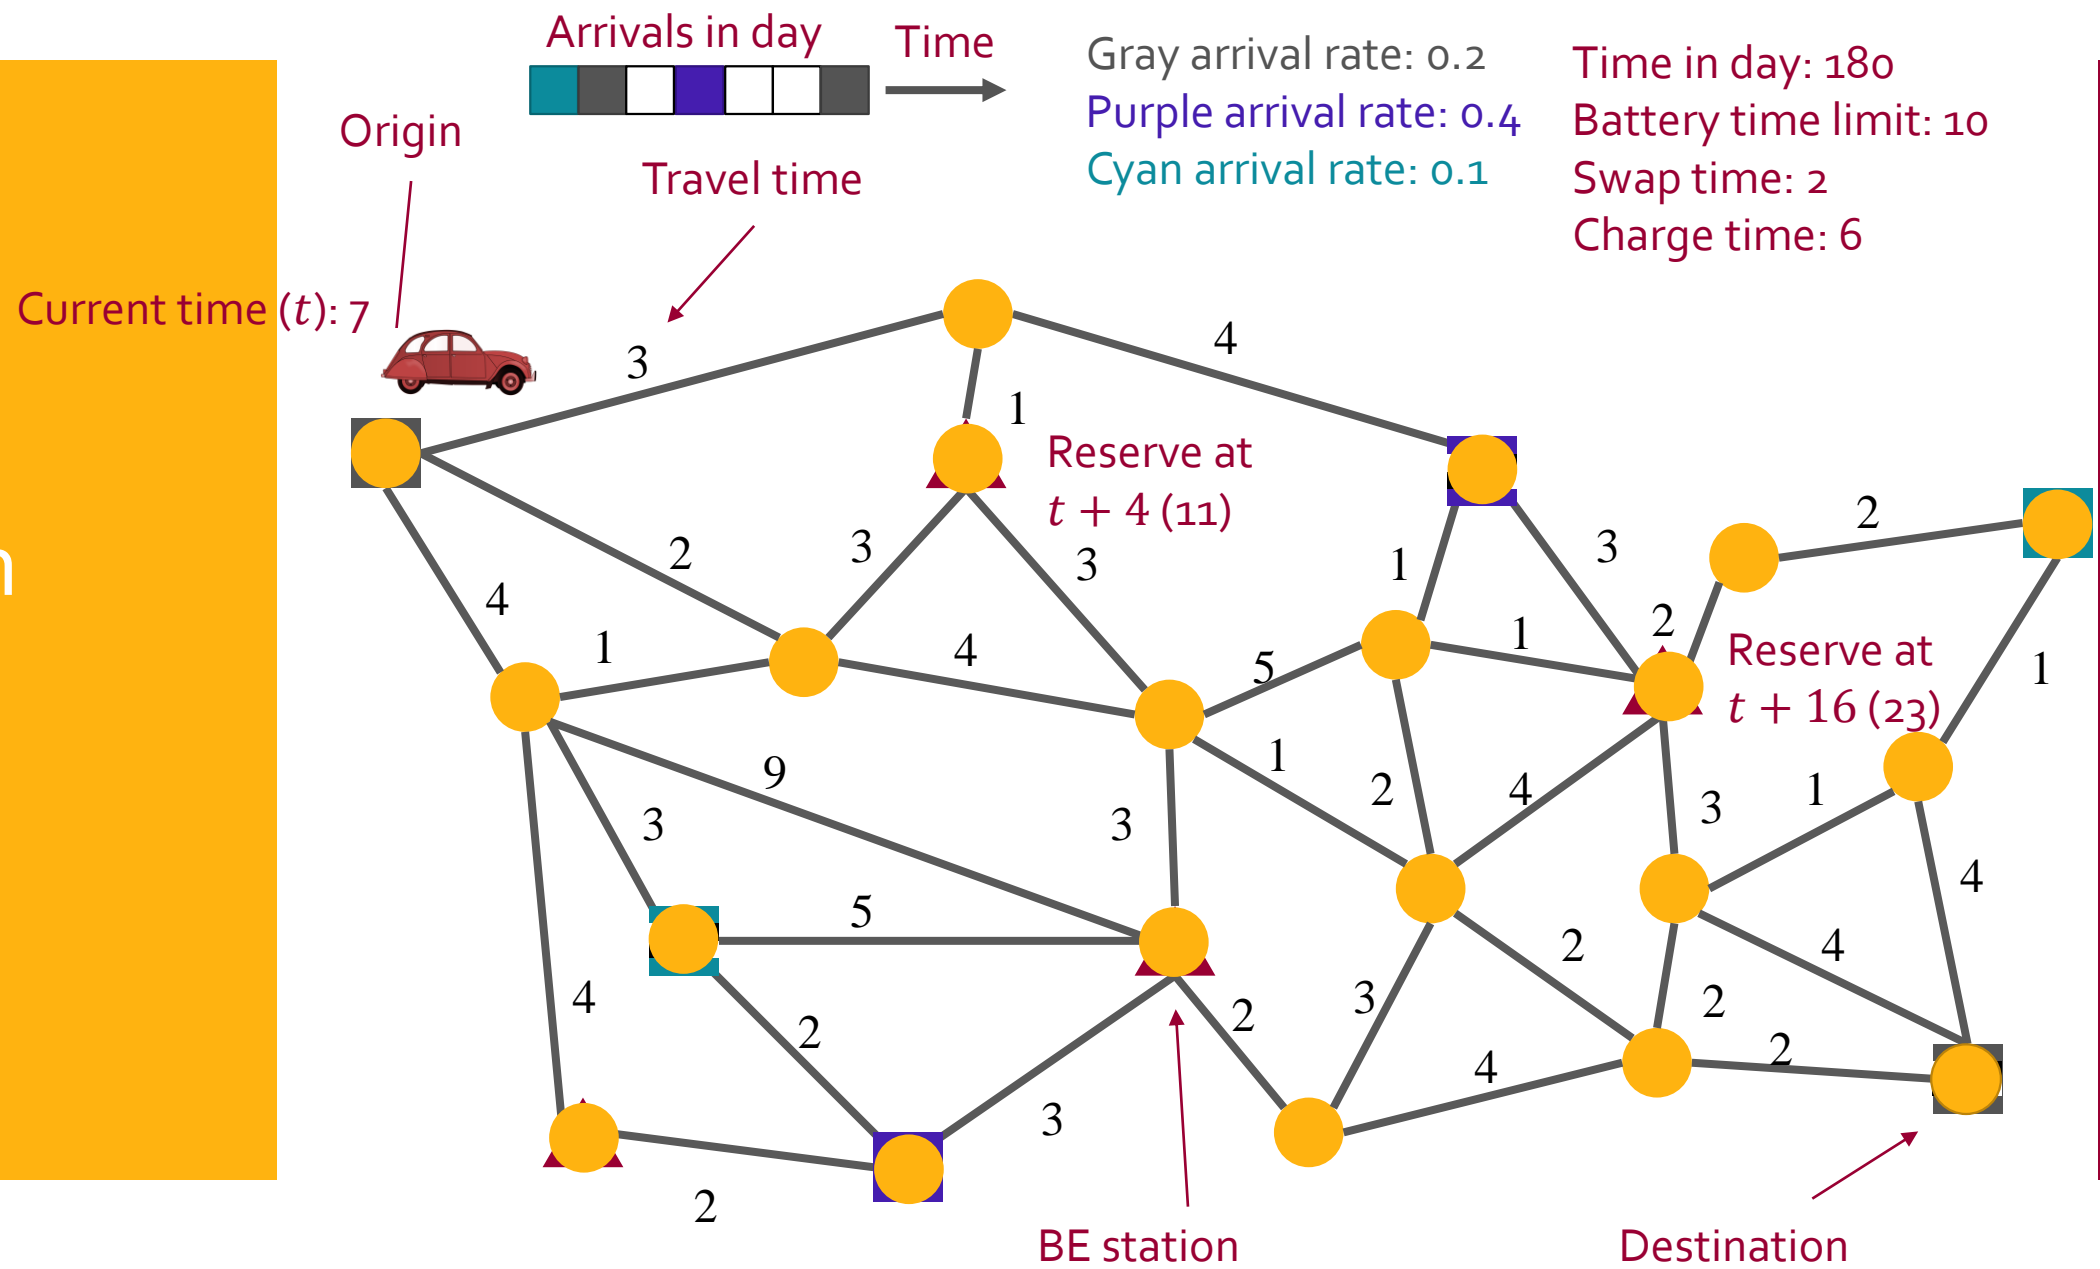 Arrivals in day
Time
Gray arrival rate: 0.2
Purple arrival rate: 0.4
Cyan arrival rate: 0.1
Time in day: 180
Battery time limit: 10
Swap time: 2
Charge time: 6
Origin
Travel time
Current time (t): 7
3
4
1
Reserve at
t + 4 (11)
2
3
3
1
3
2
4
1
4
5
1
2
Reserve at
t + 16 (23)
1
9
3
3
1
2
4
3
1
4
5
2
4
4
2
2
3
2
2
4
3
2
BE station
Destination
n